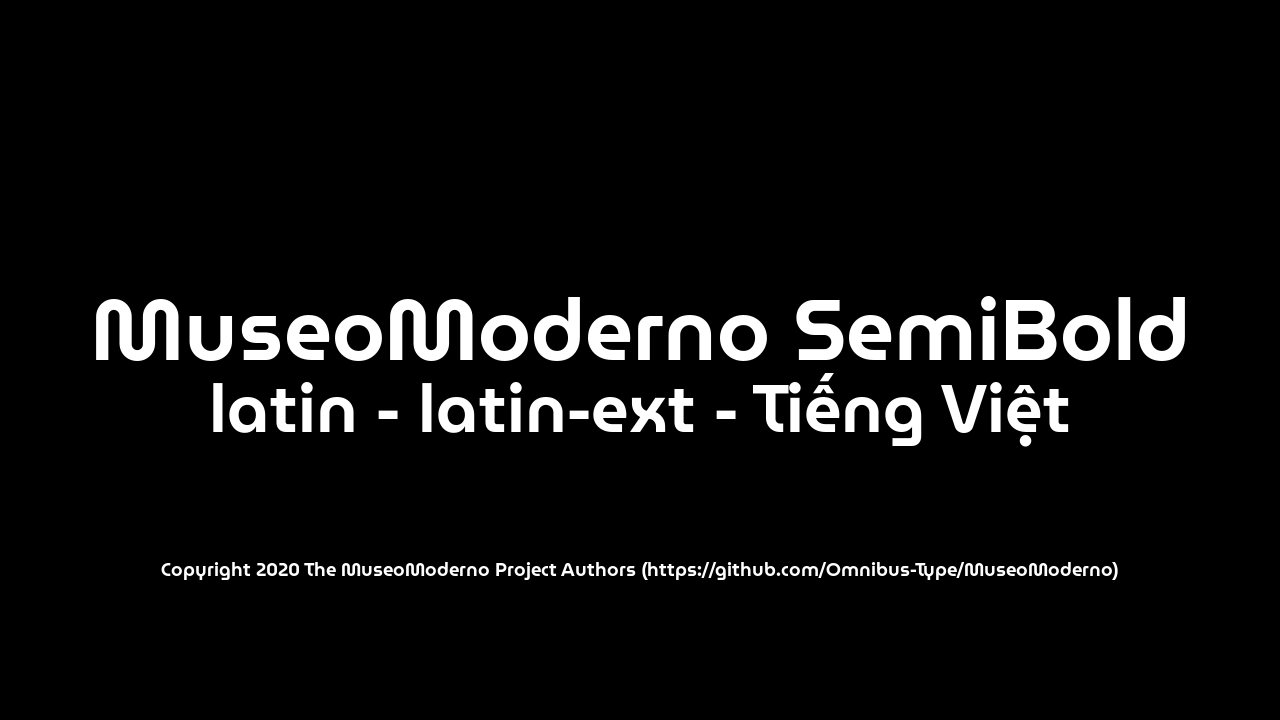 MuseoModerno SemiBold
latin - latin-ext - Tiếng Việt
Copyright 2020 The MuseoModerno Project Authors (https://github.com/Omnibus-Type/MuseoModerno)